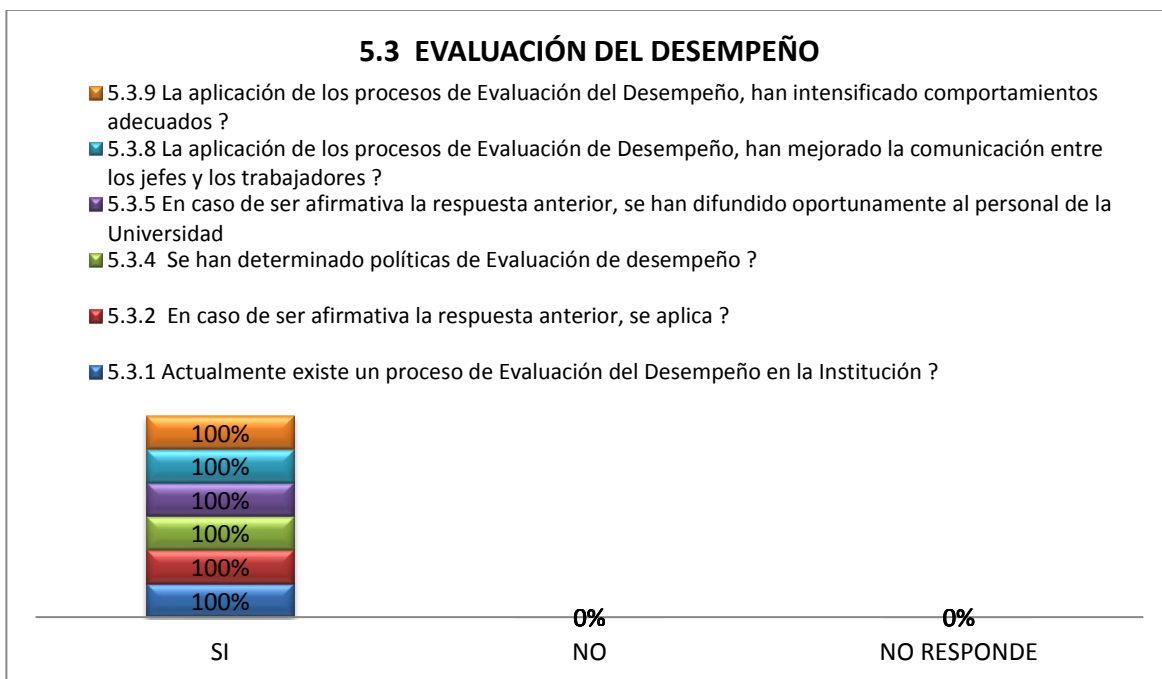 5.3 EVALUACIÓN DEL DESEMPEÑO
5.3.9 La aplicación de los procesos de Evaluación del Desempeño, han intensificado comportamientos
adecuados ?
5.3.8 La aplicación de los procesos de Evaluación de Desempeño, han mejorado la comunicación entre
los jefes y los trabajadores ?
5.3.5 En caso de ser afirmativa la respuesta anterior, se han difundido oportunamente al personal de la
Universidad
5.3.4 Se han determinado políticas de Evaluación de desempeño ?
5.3.2 En caso de ser afirmativa la respuesta anterior, se aplica ?
5.3.1 Actualmente existe un proceso de Evaluación del Desempeño en la Institución ?
100%
100%
100%
100%
100%
100%
0% 0%
SI NO NO RESPONDE